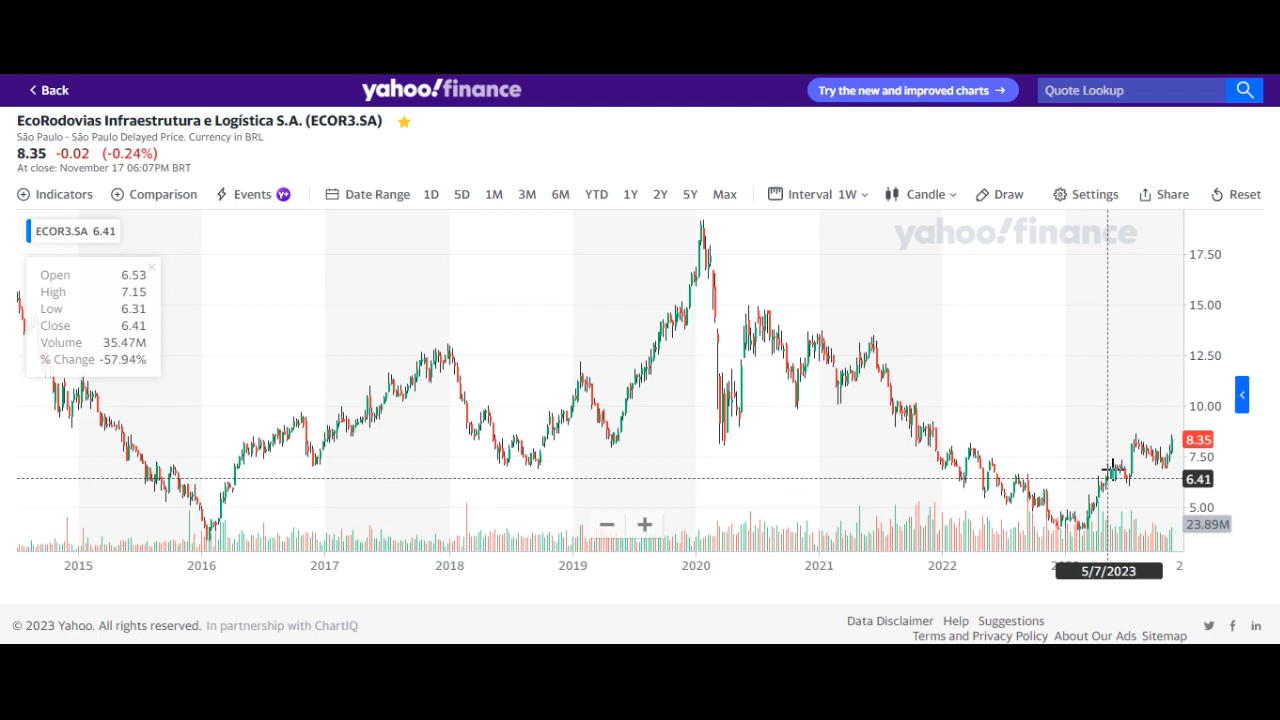 Back
yahoo!finance
Try the new and improved charts →
Quote Lookup
EcoRodovias Infraestrutura e Logística S.A. (ECOR3.SA)
São Paulo - São Paulo Delayed Price. Currency in BRL
8.35 -0.02 (-0.24%)
At close: November 17 06:07PM BRT
Indicators Comparison Events Y+ Date Range 1D 5D 1M 3M 6M YTD 1Y 2Y 5Y Max Interval 1W Candle Draw Settings Share Reset
ECOR3.SA 6.41
yahoo!finance
Open 6.53
High 7.15
Low 6.31
Close 6.41
Volume 35.47M
% Change -57.94%
17.50
15.00
12.50
10.00
8.35
7.50
6.41
5.00
23.89M
2015 2016 2017 2018 2019 2020 2021 2022 2
5/7/2023
© 2023 Yahoo. All rights reserved. In partnership with ChartIQ
Data Disclaimer Help Suggestions
Terms and Privacy Policy About Our Ads Sitemap